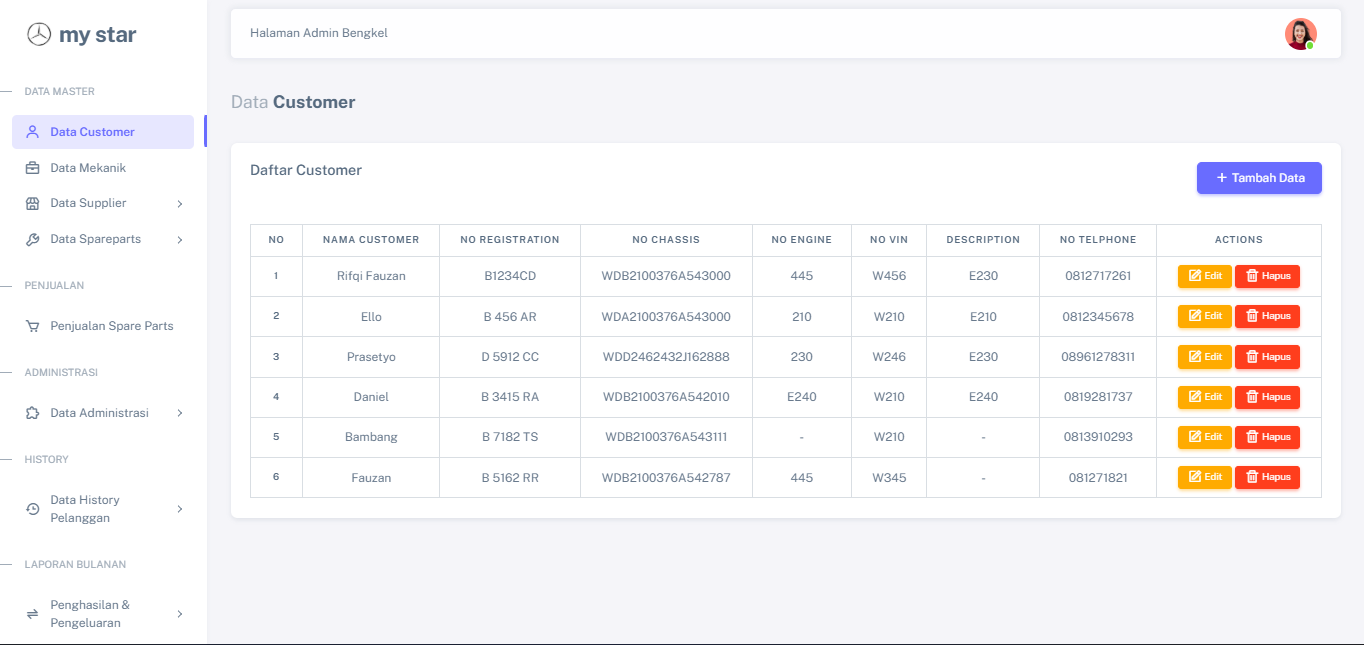 my star
DATA MASTER
Data Customer
Data Mekanik
Data Supplier
Data Spareparts
PENJUALAN
Penjualan Spare Parts
ADMINISTRASI
Data Administrasi
HISTORY
Data History
Pelanggan
LAPORAN BULANAN
Penghasilan &
Pengeluaran
Halaman Admin Bengkel
Data Customer
Daftar Customer
+ Tambah Data
NO NAMA CUSTOMER NO REGISTRATION NO CHASSIS NO ENGINE NO VIN DESCRIPTION NO TELPHONE ACTIONS
1 Rifqi Fauzan B1234CD WDB2100376A543000 445 W456 E230 0812717261 Edit Hapus
2 Ello B 456 AR WDA2100376A543000 210 W210 E210 0812345678 Edit Hapus
3 Prasetyo D 5912 CC WDD2462432J162888 230 W246 E230 08961278311 Edit Hapus
4 Daniel B 3415 RA WDB2100376A542010 E240 W210 E240 0819281737 Edit Hapus
5 Bambang B 7182 TS WDB2100376A543111 - W210 - 0813910293 Edit Hapus
6 Fauzan B 5162 RR WDB2100376A542787 445 W345 - 081271821 Edit Hapus